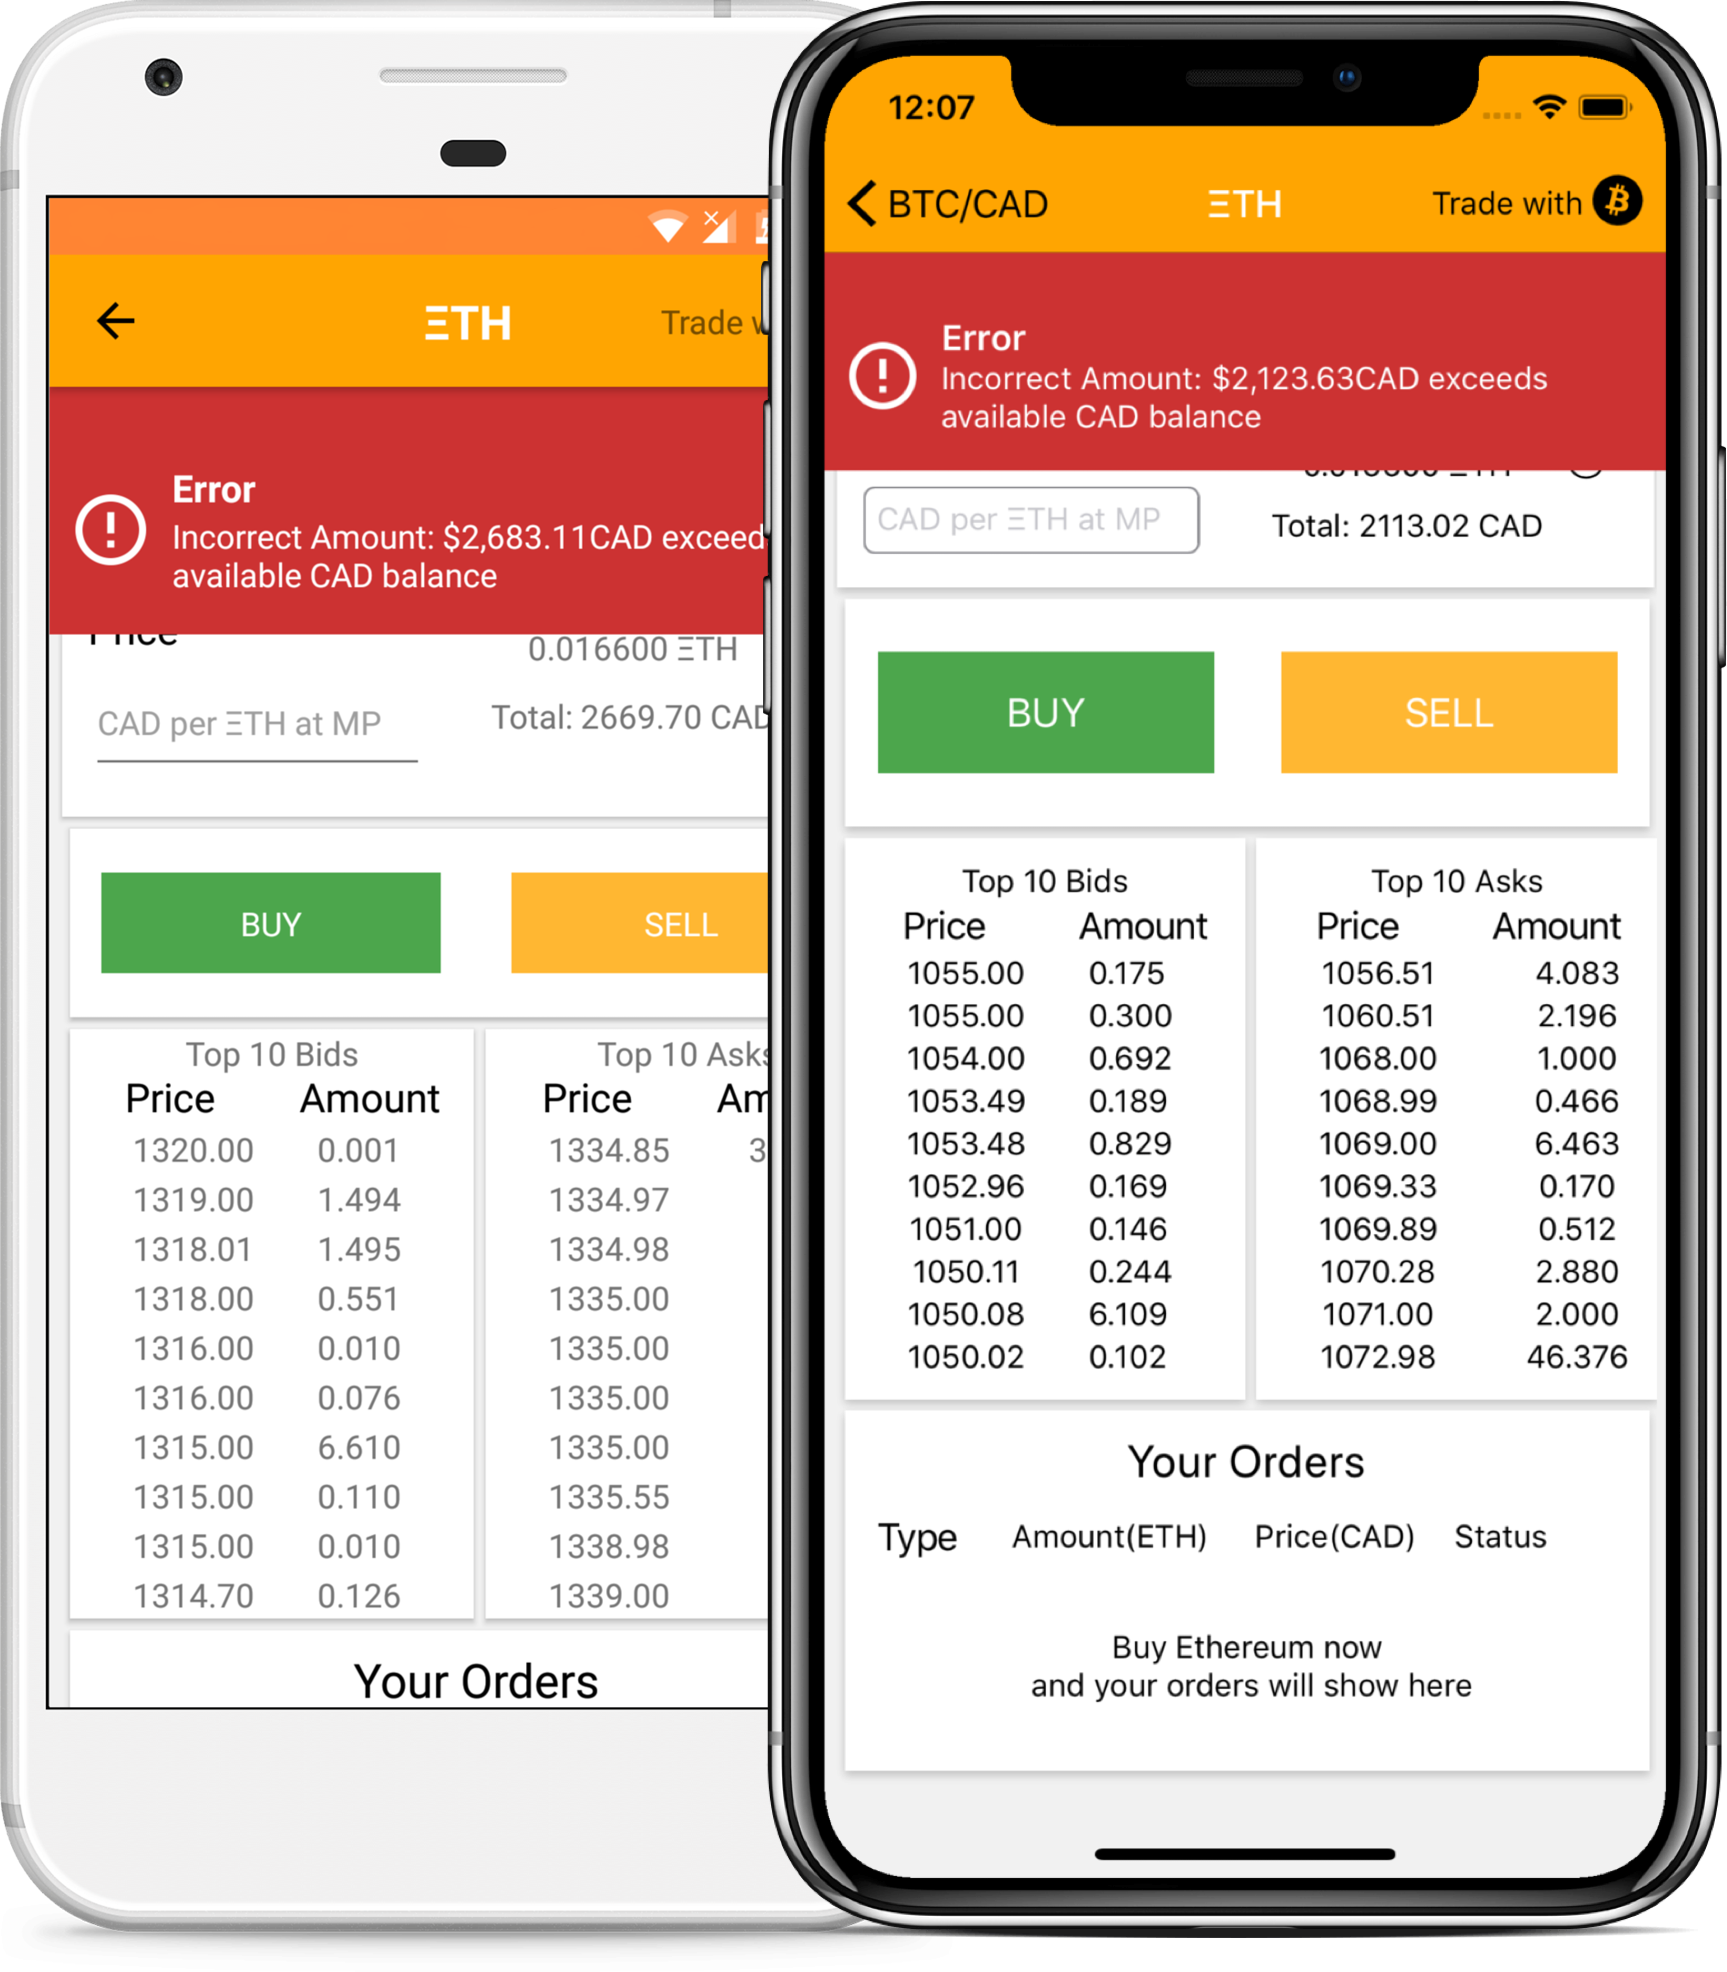 ΞTH
Trade
Error
Incorrect Amount: $2,683.11CAD exceed
available CAD balance
Price
0.016600 ΞTH
CAD per ΞTH at MP
Total: 2669.70 CAD
BUY
SELL
Top 10 Bids
Price Amount
1320.00 0.001
1319.00 1.494
1318.01 1.495
1318.00 0.551
1316.00 0.010
1316.00 0.076
1315.00 6.610
1315.00 0.110
1315.00 0.010
1314.70 0.126
Top 10 Asks
Price Am
1334.85 3
1334.97
1334.98
1335.00
1335.00
1335.00
1335.00
1335.55
1338.98
1339.00
Your Orders
12:07
BTC/CAD
ΞTH
Trade with
Error
Incorrect Amount: $2,123.63CAD exceeds
available CAD balance
CAD per ΞTH at MP
Total: 2113.02 CAD
BUY
SELL
Top 10 Bids
Price Amount
1055.00 0.175
1055.00 0.300
1054.00 0.692
1053.49 0.189
1053.48 0.829
1052.96 0.169
1051.00 0.146
1050.11 0.244
1050.08 6.109
1050.02 0.102
Top 10 Asks
Price Amount
1056.51 4.083
1060.51 2.196
1068.00 1.000
1068.99 0.466
1069.00 6.463
1069.33 0.170
1069.89 0.512
1070.28 2.880
1071.00 2.000
1072.98 46.376
Your Orders
Type Amount(ETH) Price(CAD) Status
Buy Ethereum now
and your orders will show here